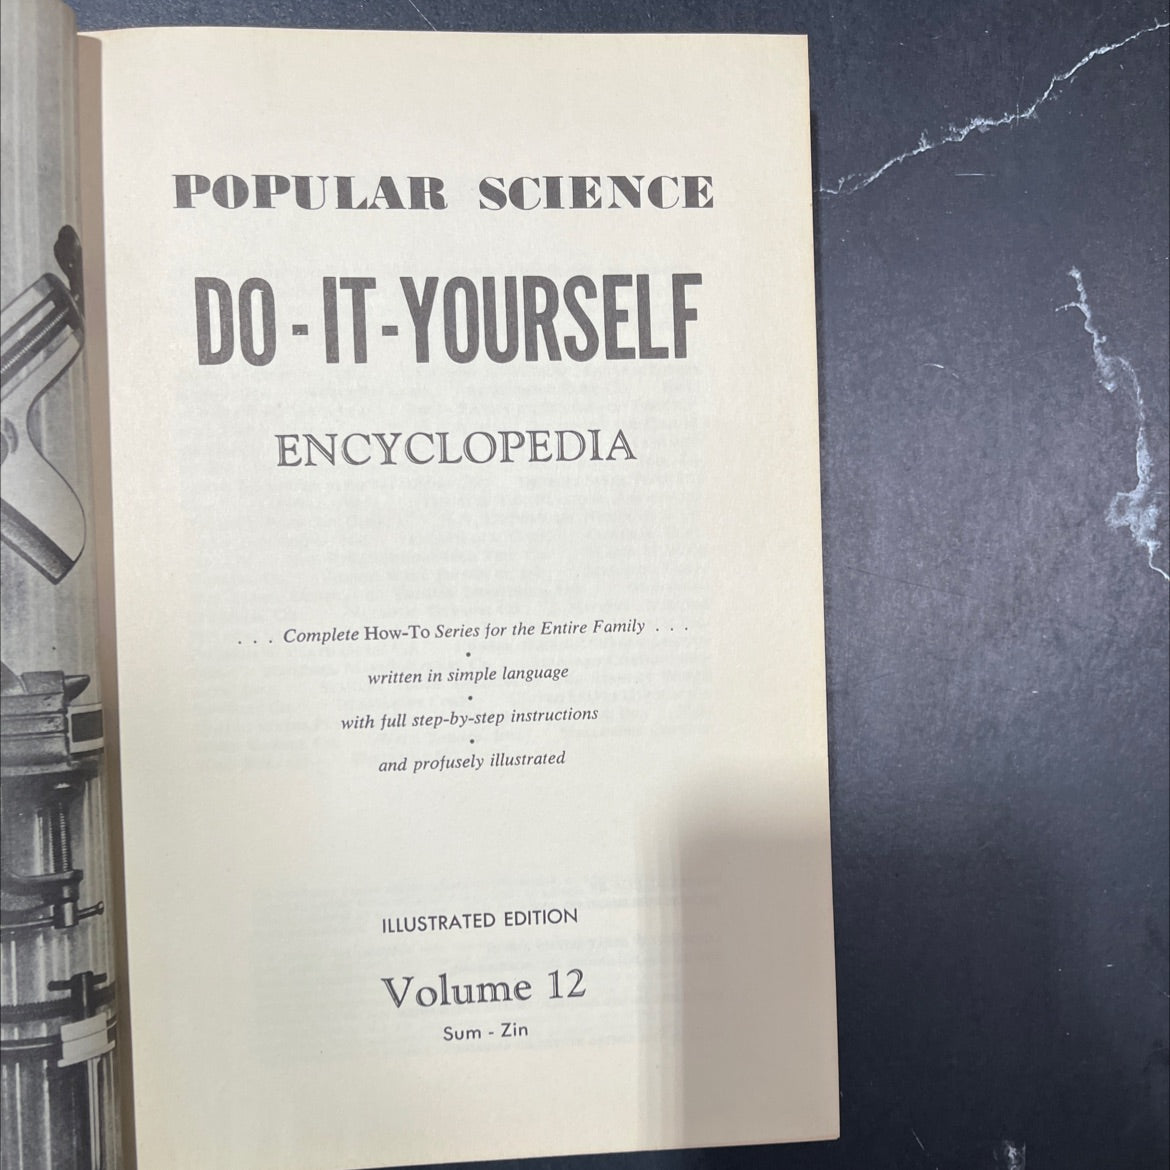 POPULAR SCIENCE
DO-IT-YOURSELF
ENCYCLOPEDIA
. . . Complete How-To Series for the Entire Family . . .
•
written in simple language
•
with full step-by-step instructions
•
and profusely illustrated
ILLUSTRATED EDITION
Volume 12
Sum - Zin